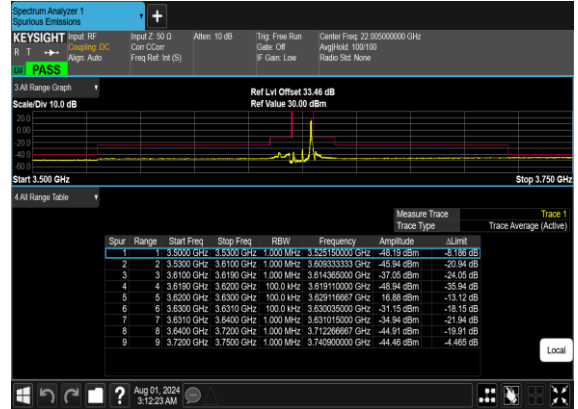 Spectrum Analyzer 1
Spurious Emissions
KEYSIGHT Input: RF Input Z: 50 Ω Atten: 10 dB Trig: Free Run Center Freq: 22.005000000 GHz
R T Coupling: DC Corr CCorr Gate: Off Avg|Hold: 100/100
Align: Auto Freq Ref: Int (S) IF Gain: Low Radio Std: None
PASS
3 All Range Graph
Ref Lvl Offset 33.46 dB
Scale/Div 10.0 dB Ref Value 30.00 dBm
20.0
0.00
-20.0
-40.0
-60.0
Start 3.500 GHz Stop 3.750 GHz
4 All Range Table
Measure Trace Trace 1
Trace Type Trace Average (Active)
Spur Range Start Freq Stop Freq RBW Frequency Amplitude ΔLimit
1 1 3.5000 GHz 3.5300 GHz 1.000 MHz 3.525150000 GHz -48.19 dBm -8.186 dB
2 2 3.5300 GHz 3.6100 GHz 1.000 MHz 3.609333333 GHz -45.94 dBm -20.94 dB
3 3 3.6100 GHz 3.6190 GHz 1.000 MHz 3.614365000 GHz -37.05 dBm -24.05 dB
4 4 3.6190 GHz 3.6200 GHz 100.0 kHz 3.619110000 GHz -48.94 dBm -35.94 dB
5 5 3.6200 GHz 3.6300 GHz 100.0 kHz 3.629116667 GHz 16.88 dBm -13.12 dB
6 6 3.6300 GHz 3.6310 GHz 100.0 kHz 3.630035000 GHz -31.15 dBm -18.15 dB
7 7 3.6310 GHz 3.6400 GHz 1.000 MHz 3.631015000 GHz -34.94 dBm -21.94 dB
8 8 3.6400 GHz 3.7200 GHz 1.000 MHz 3.712266667 GHz -44.91 dBm -19.91 dB
9 9 3.7200 GHz 3.7500 GHz 1.000 MHz 3.740900000 GHz -44.46 dBm -4.465 dB
Local
Aug 01, 2024
3:12:23 AM